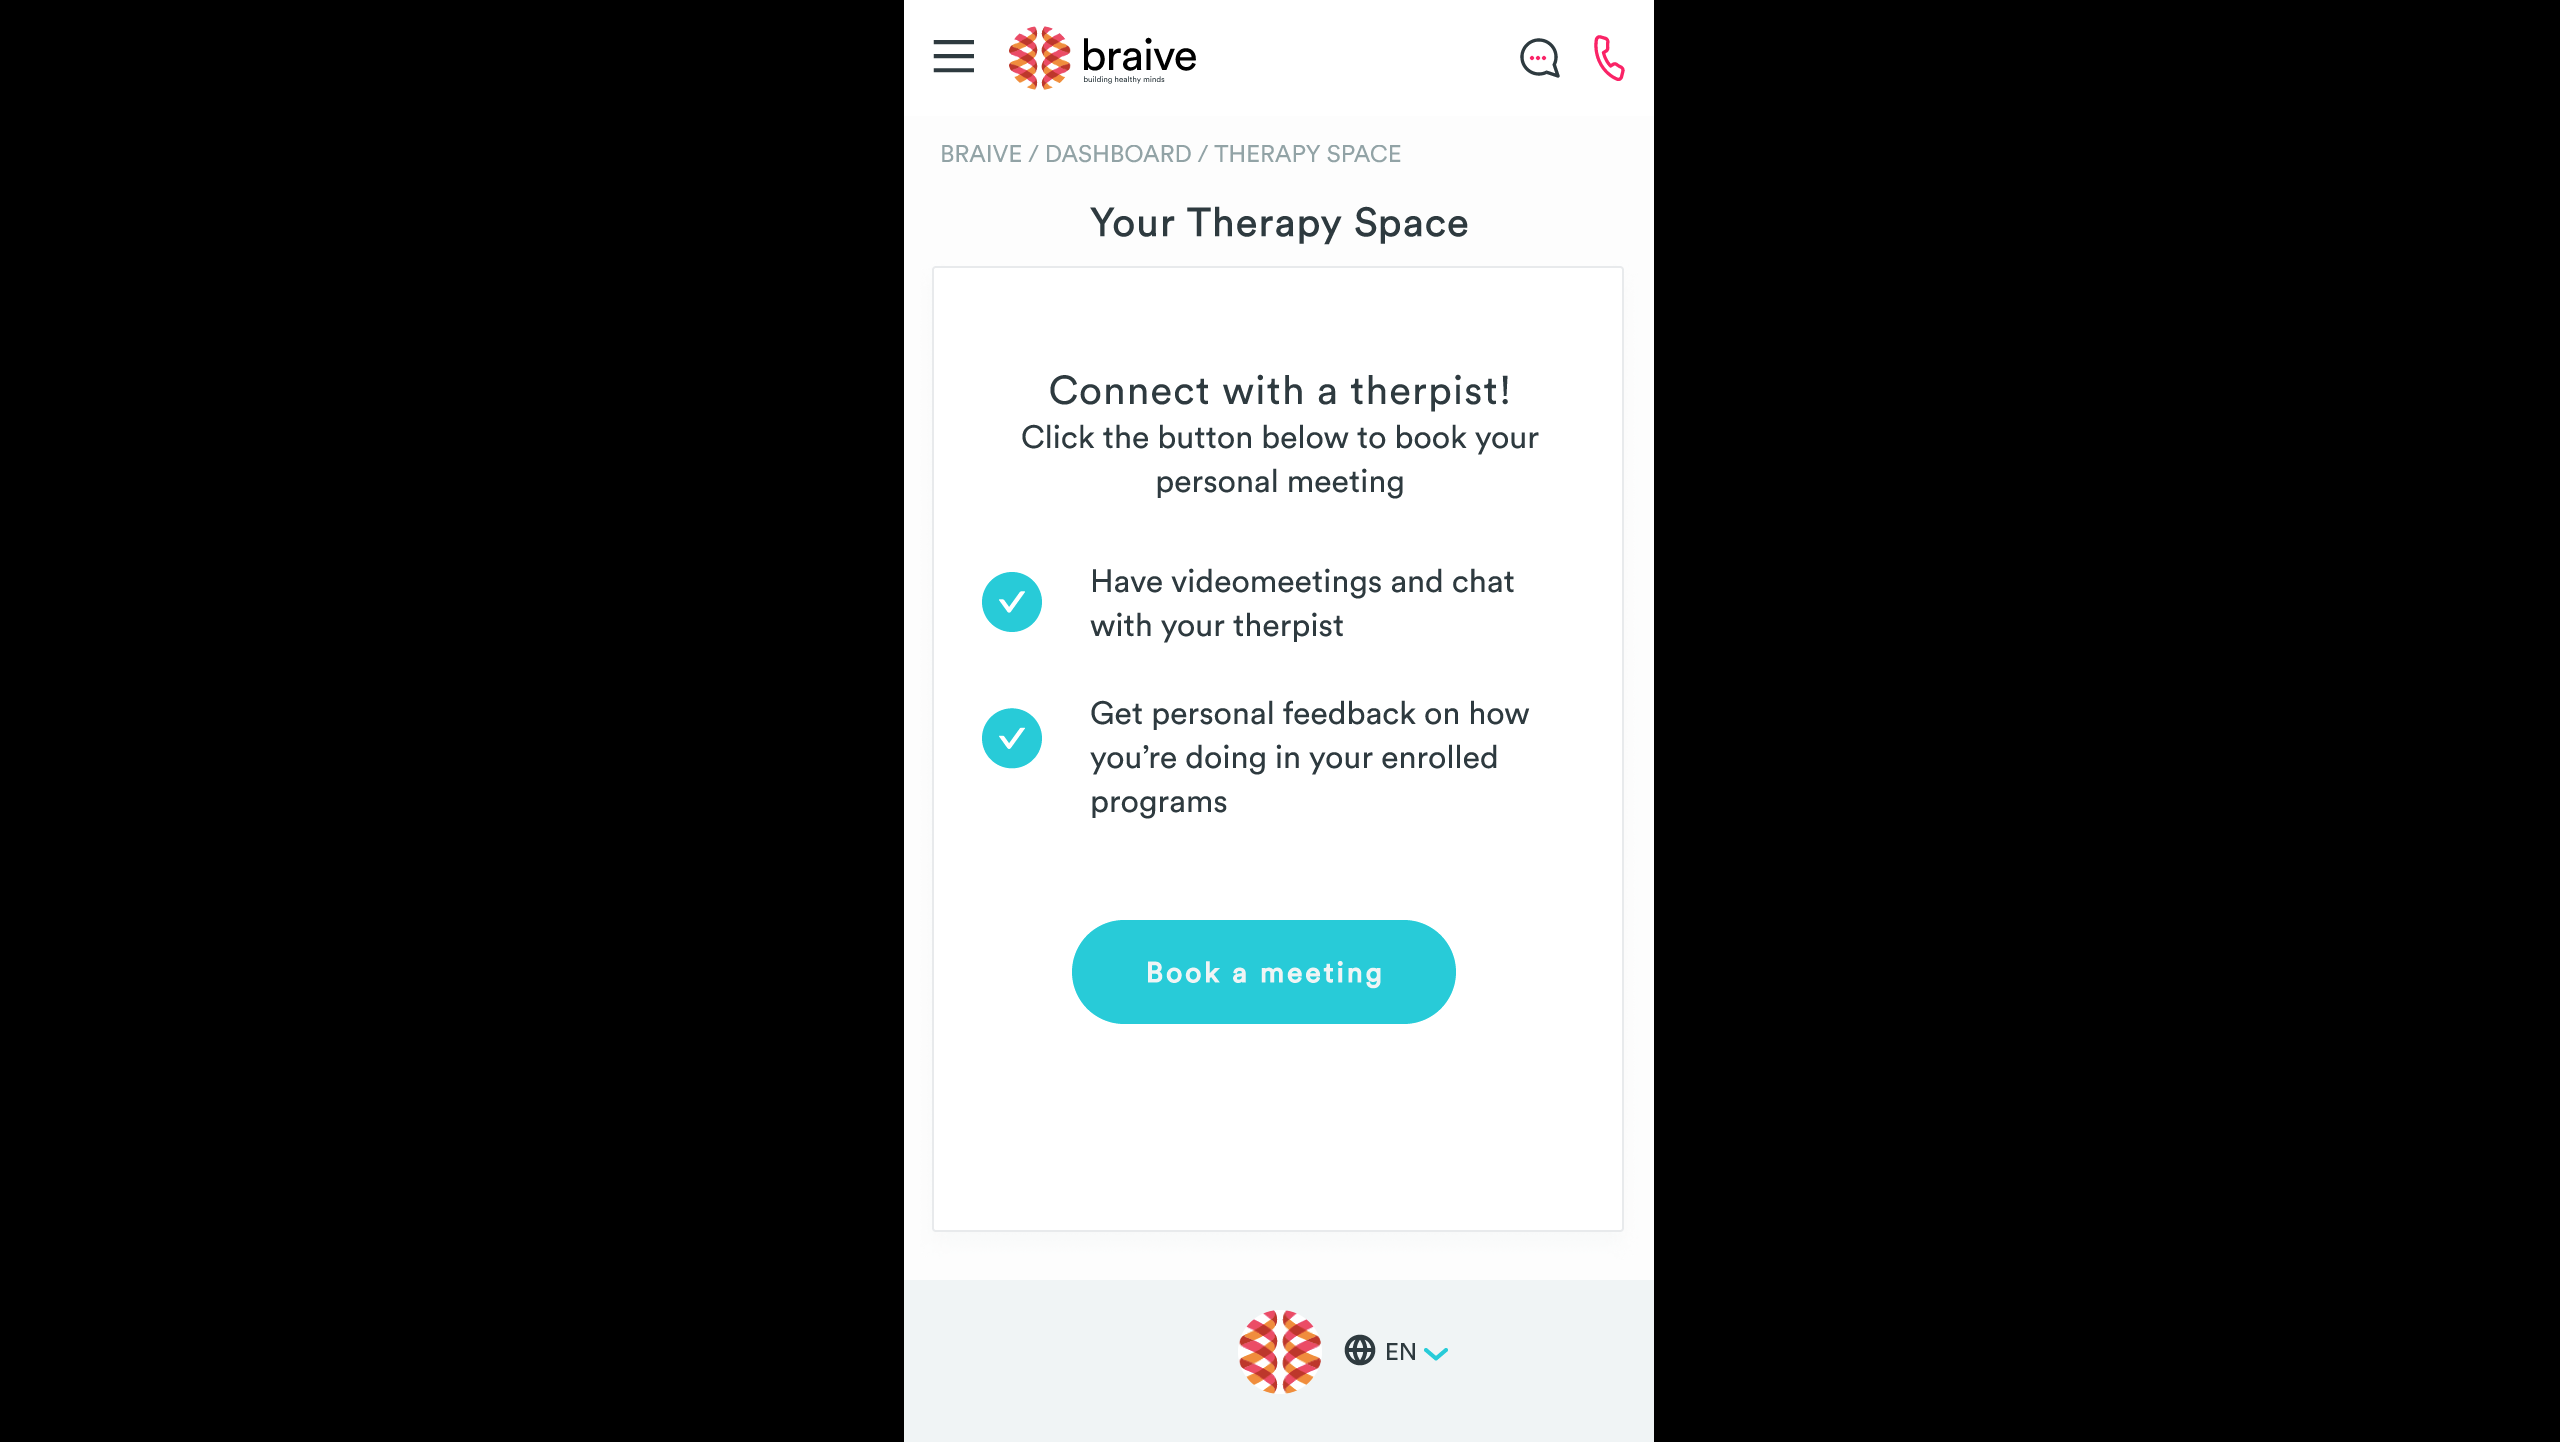 braive
building healthy minds
BRAIVE / DASHBOARD / THERAPY SPACE
Your Therapy Space
Connect with a therpist!
Click the button below to book your
personal meeting
Have videomeetings and chat
with your therpist
Get personal feedback on how
you’re doing in your enrolled
programs
Book a meeting
EN